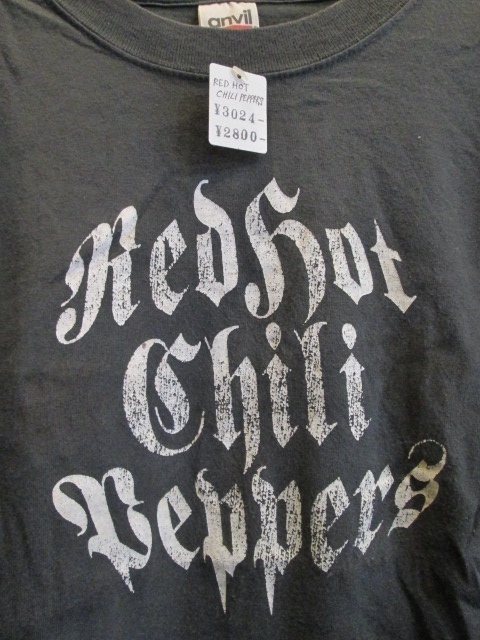 anvil
RED HOT
CHILI PEPPERS
¥3024-
¥2800-
Red Hot
Chili
Peppers